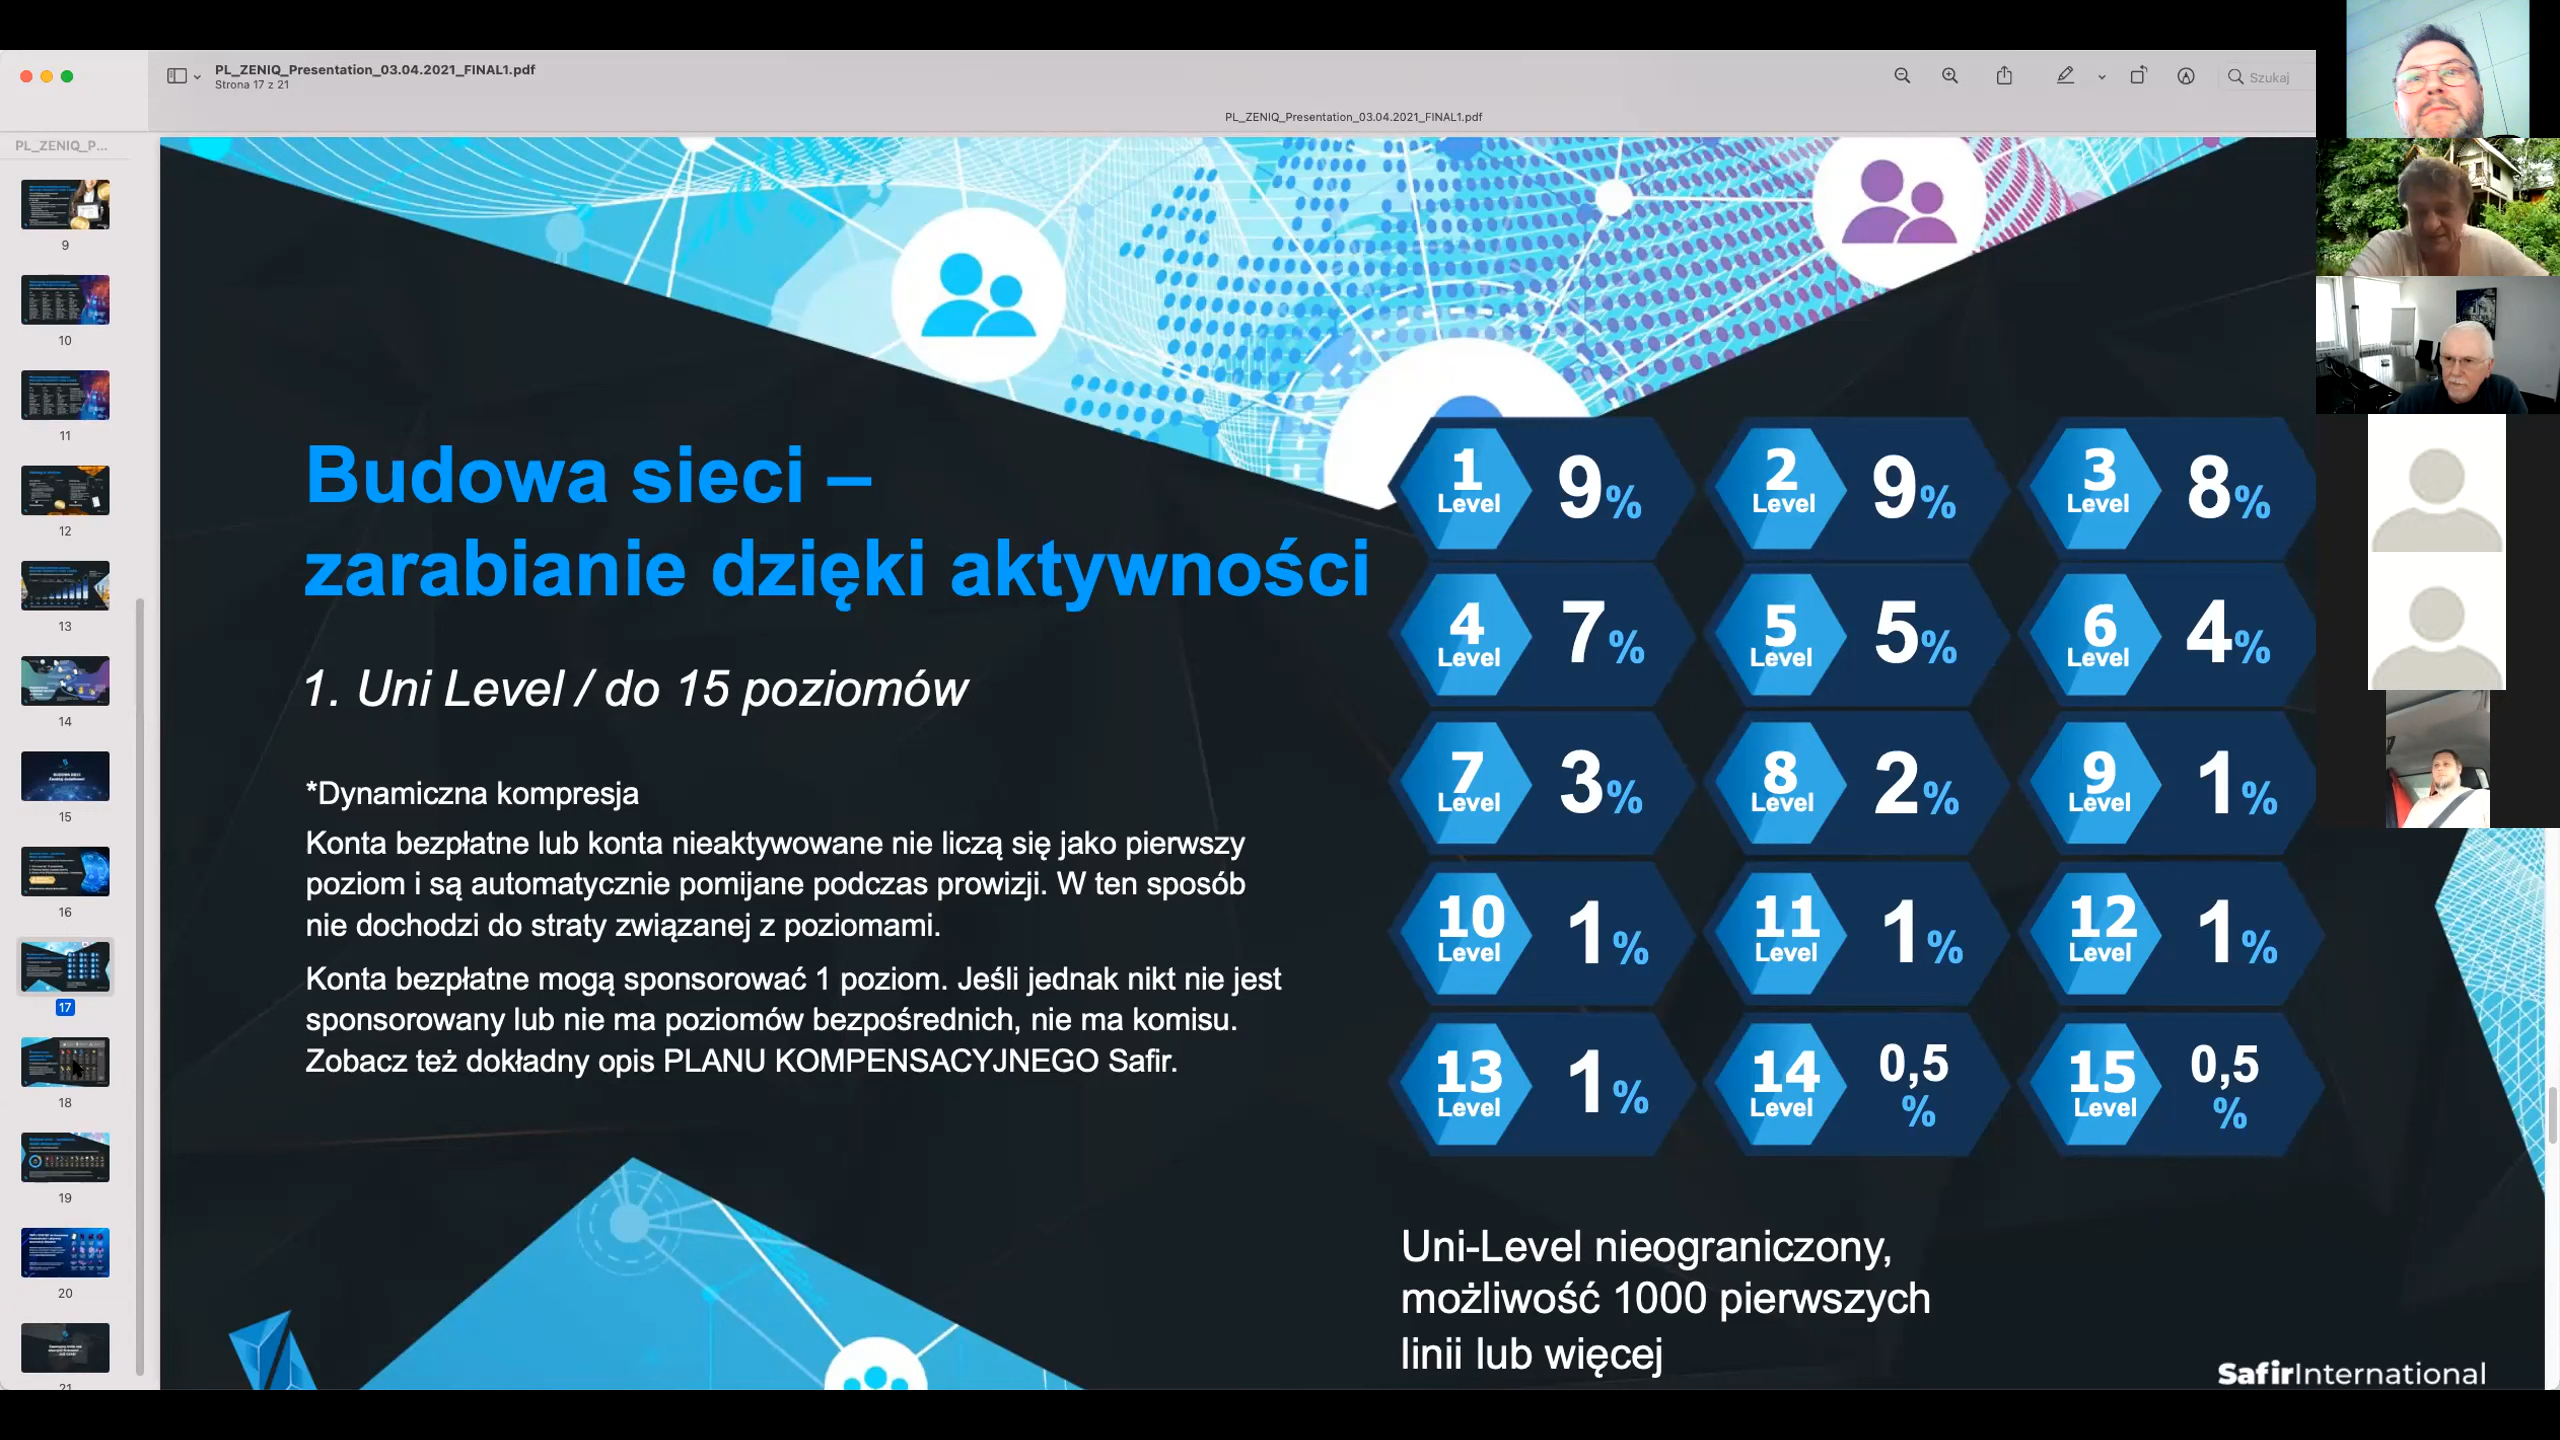 PL_ZENIQ_Presentation_03.04.2021_FINAL1.pdf
Strona 17 z 21
Szukaj
PL_ZENIQ_Presentation_03.04.2021_FINAL1.pdf
PL_ZENIQ_P...
9
10
11
12
13
14
15
16
17
18
19
20
21
Budowa sieci –
zarabianie dzięki aktywności
1. Uni Level / do 15 poziomów
*Dynamiczna kompresja
Konta bezpłatne lub konta nieaktywowane nie liczą się jako pierwszy
poziom i są automatycznie pomijane podczas prowizji. W ten sposób
nie dochodzi do straty związanej z poziomami.
Konta bezpłatne mogą sponsorować 1 poziom. Jeśli jednak nikt nie jest
sponsorowany lub nie ma poziomów bezpośrednich, nie ma komisu.
Zobacz też dokładny opis PLANU KOMPENSACYJNEGO Safir.
1 Level 9%
2 Level 9%
3 Level 8%
4 Level 7%
5 Level 5%
6 Level 4%
7 Level 3%
8 Level 2%
9 Level 1%
10 Level 1%
11 Level 1%
12 Level 1%
13 Level 1%
14 Level 0,5 %
15 Level 0,5 %
Uni-Level nieograniczony,
możliwość 1000 pierwszych
linii lub więcej
SafirInternational